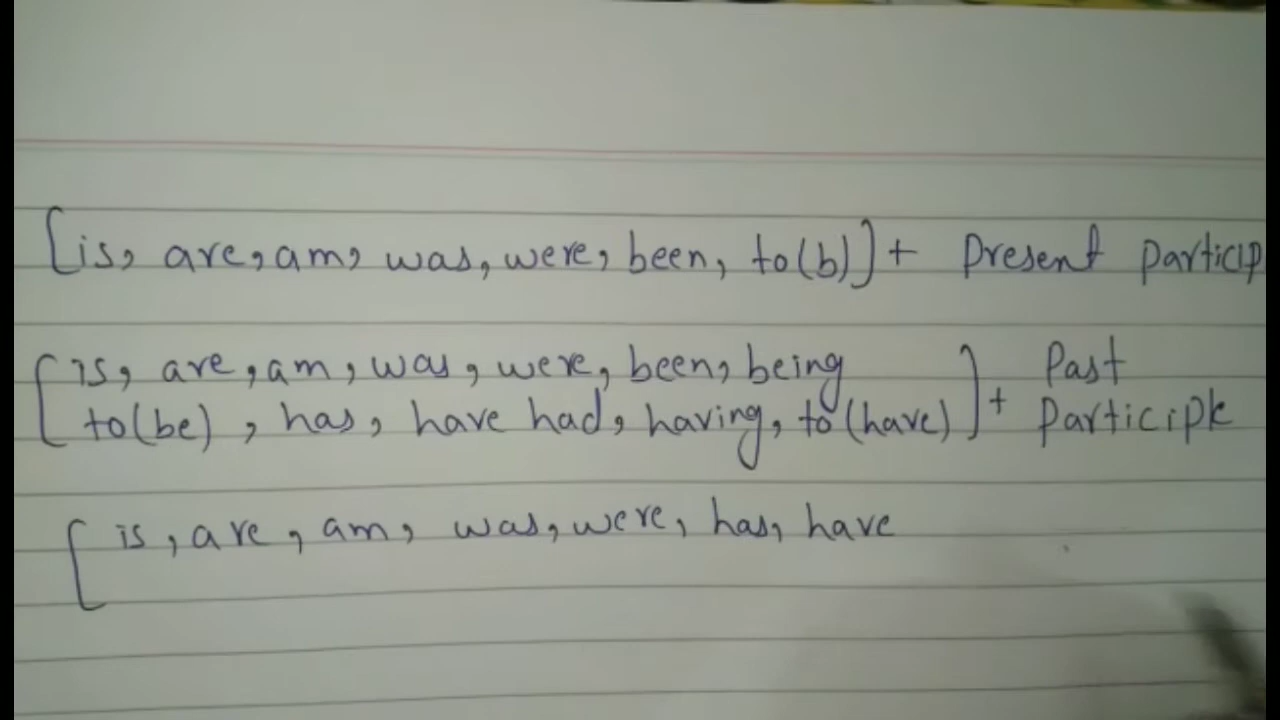 [is, are, am, was, were, been, to(b)] + Present particip
[is, are, am, was, were, been, being
to(be), has, have had, having, to(have)] + Past Participle
[is, are, am, was, were, has, have